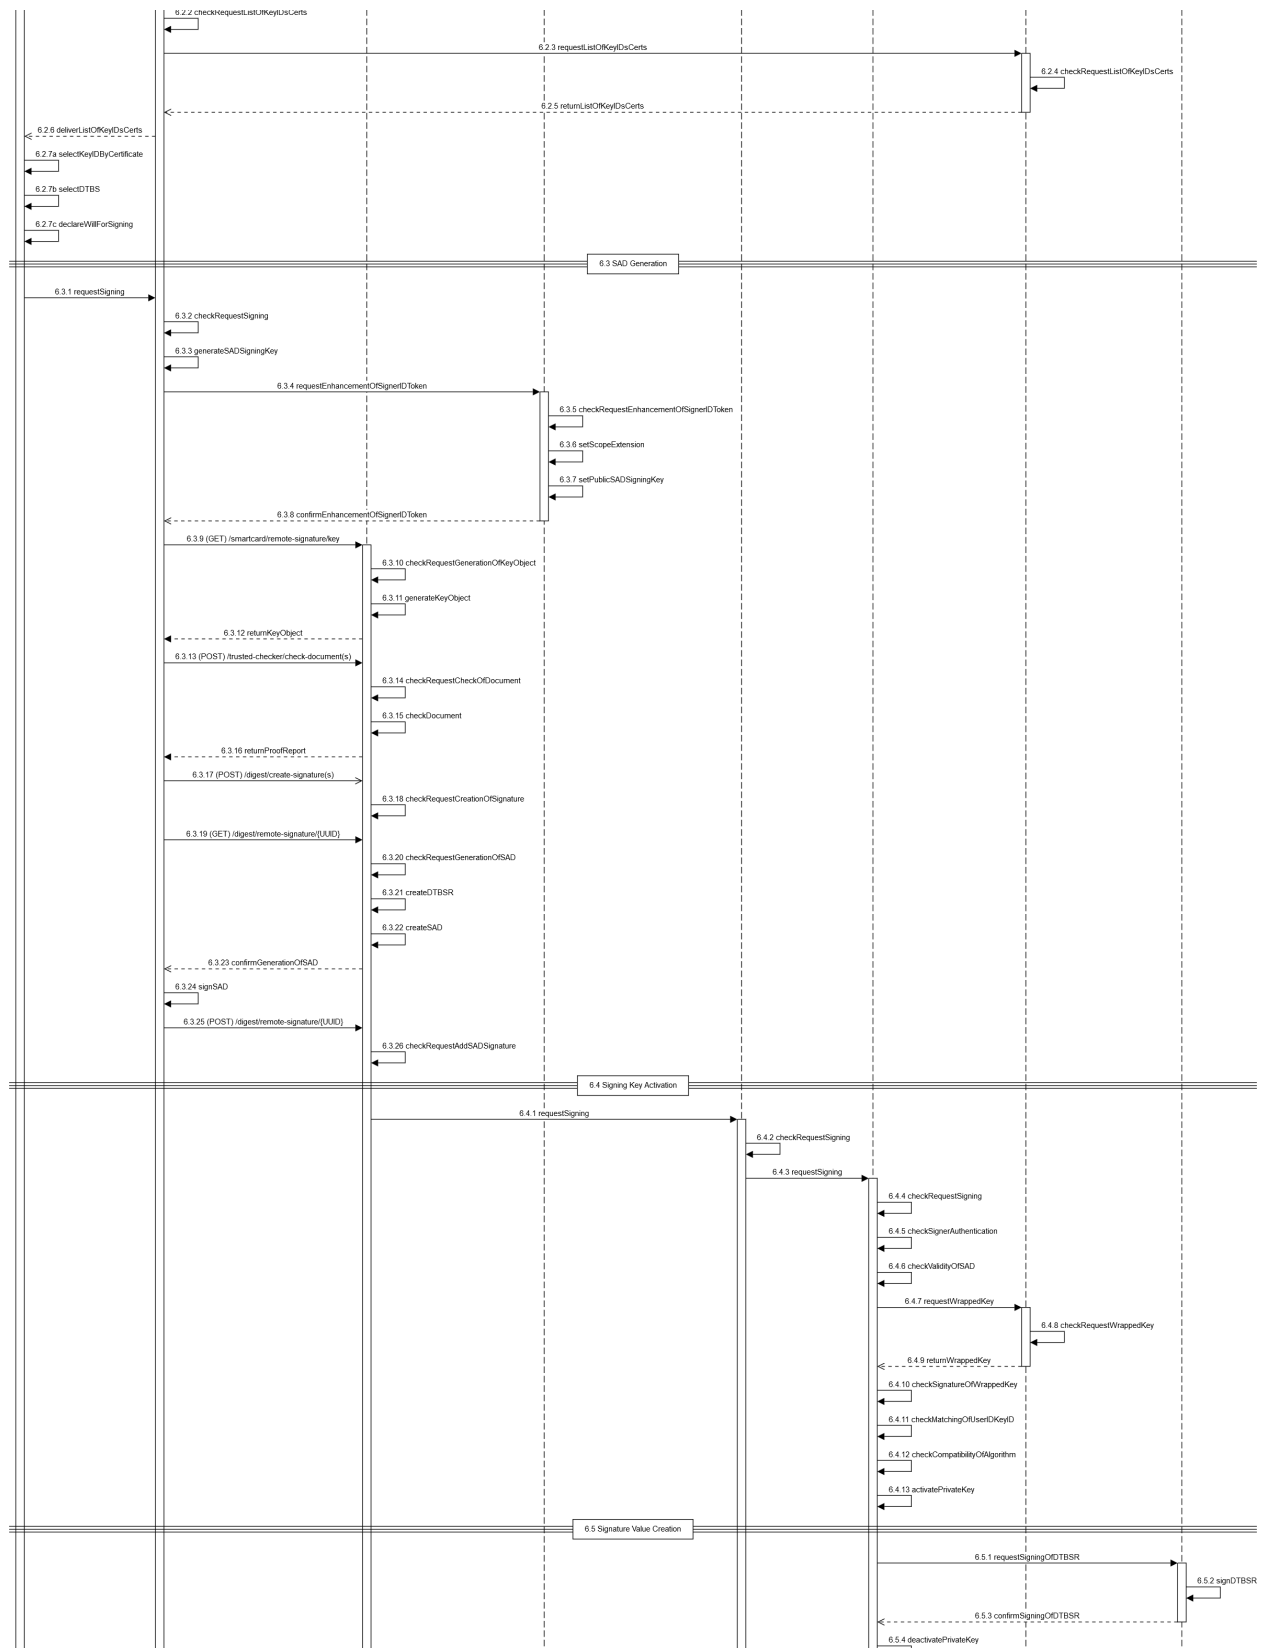 6.2.2 checkRequestListOfKeyIDsCerts
6.2.3 requestListOfKeyIDsCerts
6.2.4 checkRequestListOfKeyIDsCerts
6.2.5 returnListOfKeyIDsCerts
6.2.6 deliverListOfKeyIDsCerts
6.2.7a selectKeyIDByCertificate
6.2.7b selectDTBS
6.2.7c declareWillForSigning
6.3 SAD Generation
6.3.1 requestSigning
6.3.2 checkRequestSigning
6.3.3 generateSADSigningKey
6.3.4 requestEnhancementOfSignerIDToken
6.3.5 checkRequestEnhancementOfSignerIDToken
6.3.6 setScopeExtension
6.3.7 setPublicSADSigningKey
6.3.8 confirmEnhancementOfSignerIDToken
6.3.9 (GET) /smartcard/remote-signature/key
6.3.10 checkRequestGenerationOfKeyObject
6.3.11 generateKeyObject
6.3.12 returnKeyObject
6.3.13 (POST) /trusted-checker/check-document(s)
6.3.14 checkRequestCheckOfDocument
6.3.15 checkDocument
6.3.16 returnProofReport
6.3.17 (POST) /digest/create-signature(s)
6.3.18 checkRequestCreationOfSignature
6.3.19 (GET) /digest/remote-signature/{UUID}
6.3.20 checkRequestGenerationOfSAD
6.3.21 createDTBSR
6.3.22 createSAD
6.3.23 confirmGenerationOfSAD
6.3.24 signSAD
6.3.25 (POST) /digest/remote-signature/{UUID}
6.3.26 checkRequestAddSADSignature
6.4 Signing Key Activation
6.4.1 requestSigning
6.4.2 checkRequestSigning
6.4.3 requestSigning
6.4.4 checkRequestSigning
6.4.5 checkSignerAuthentication
6.4.6 checkValidityOfSAD
6.4.7 requestWrappedKey
6.4.8 checkRequestWrappedKey
6.4.9 returnWrappedKey
6.4.10 checkSignatureOfWrappedKey
6.4.11 checkMatchingOfUserIDKeyID
6.4.12 checkCompatibilityOfAlgorithm
6.4.13 activatePrivateKey
6.5 Signature Value Creation
6.5.1 requestSigningOfDTBSR
6.5.2 signDTBSR
6.5.3 confirmSigningOfDTBSR
6.5.4 deactivatePrivateKey